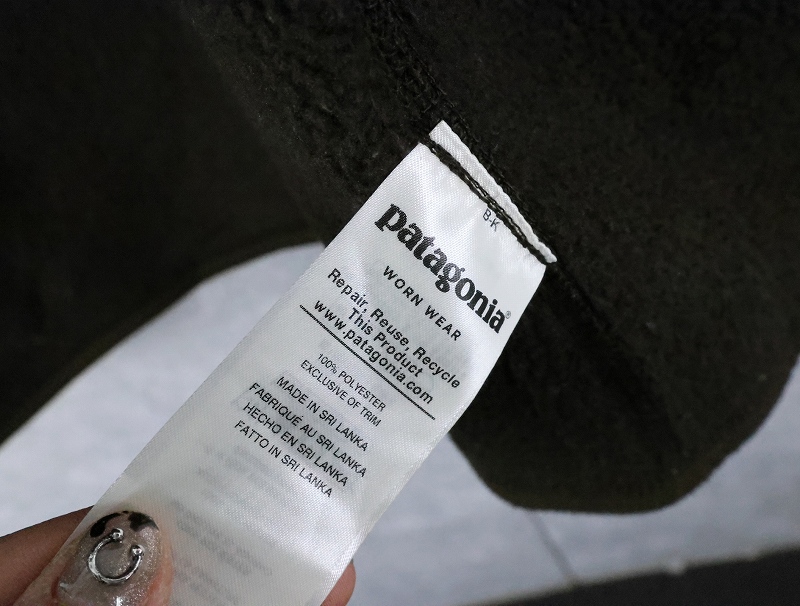 B-K
patagonia®
WORN WEAR
Repair, Reuse, Recycle
This Product
www.patagonia.com
100% POLYESTER
EXCLUSIVE OF TRIM
MADE IN SRI LANKA
FABRIQUÉ AU SRI LANKA
HECHO EN SRI LANKA
FATTO IN SRI LANKA